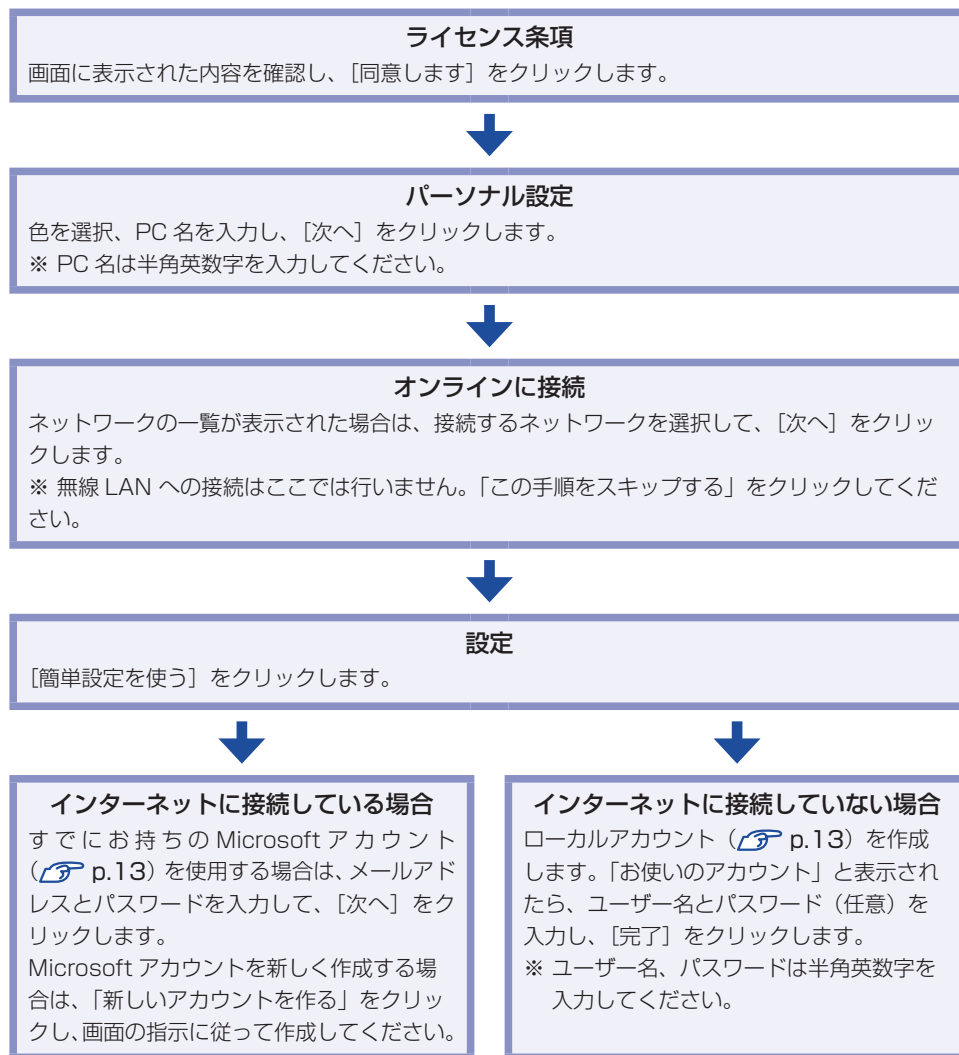 ライセンス条項
画面に表示された内容を確認し、［同意します］をクリックします。
パーソナル設定
色を選択、PC 名を入力し、［次へ］をクリックします。
※ PC 名は半角英数字を入力してください。
オンラインに接続
ネットワークの一覧が表示された場合は、接続するネットワークを選択して、［次へ］をクリッ
クします。
※ 無線 LAN への接続はここでは行いません。「この手順をスキップする」をクリックしてくだ
さい。
設定
［簡単設定を使う］をクリックします。
インターネットに接続している場合
すでにお持ちの Microsoft アカウント
（p.13）を使用する場合は、メールアド
レスとパスワードを入力して、［次へ］をク
リックします。
Microsoft アカウントを新しく作成する場
合は、「新しいアカウントを作る」をクリッ
クし、画面の指示に従って作成してください。
インターネットに接続していない場合
ローカルアカウント（p.13）を作成
します。「お使いのアカウント」と表示され
たら、ユーザー名とパスワード（任意）を
入力し、［完了］をクリックします。
※ ユーザー名、パスワードは半角英数字を
入力してください。